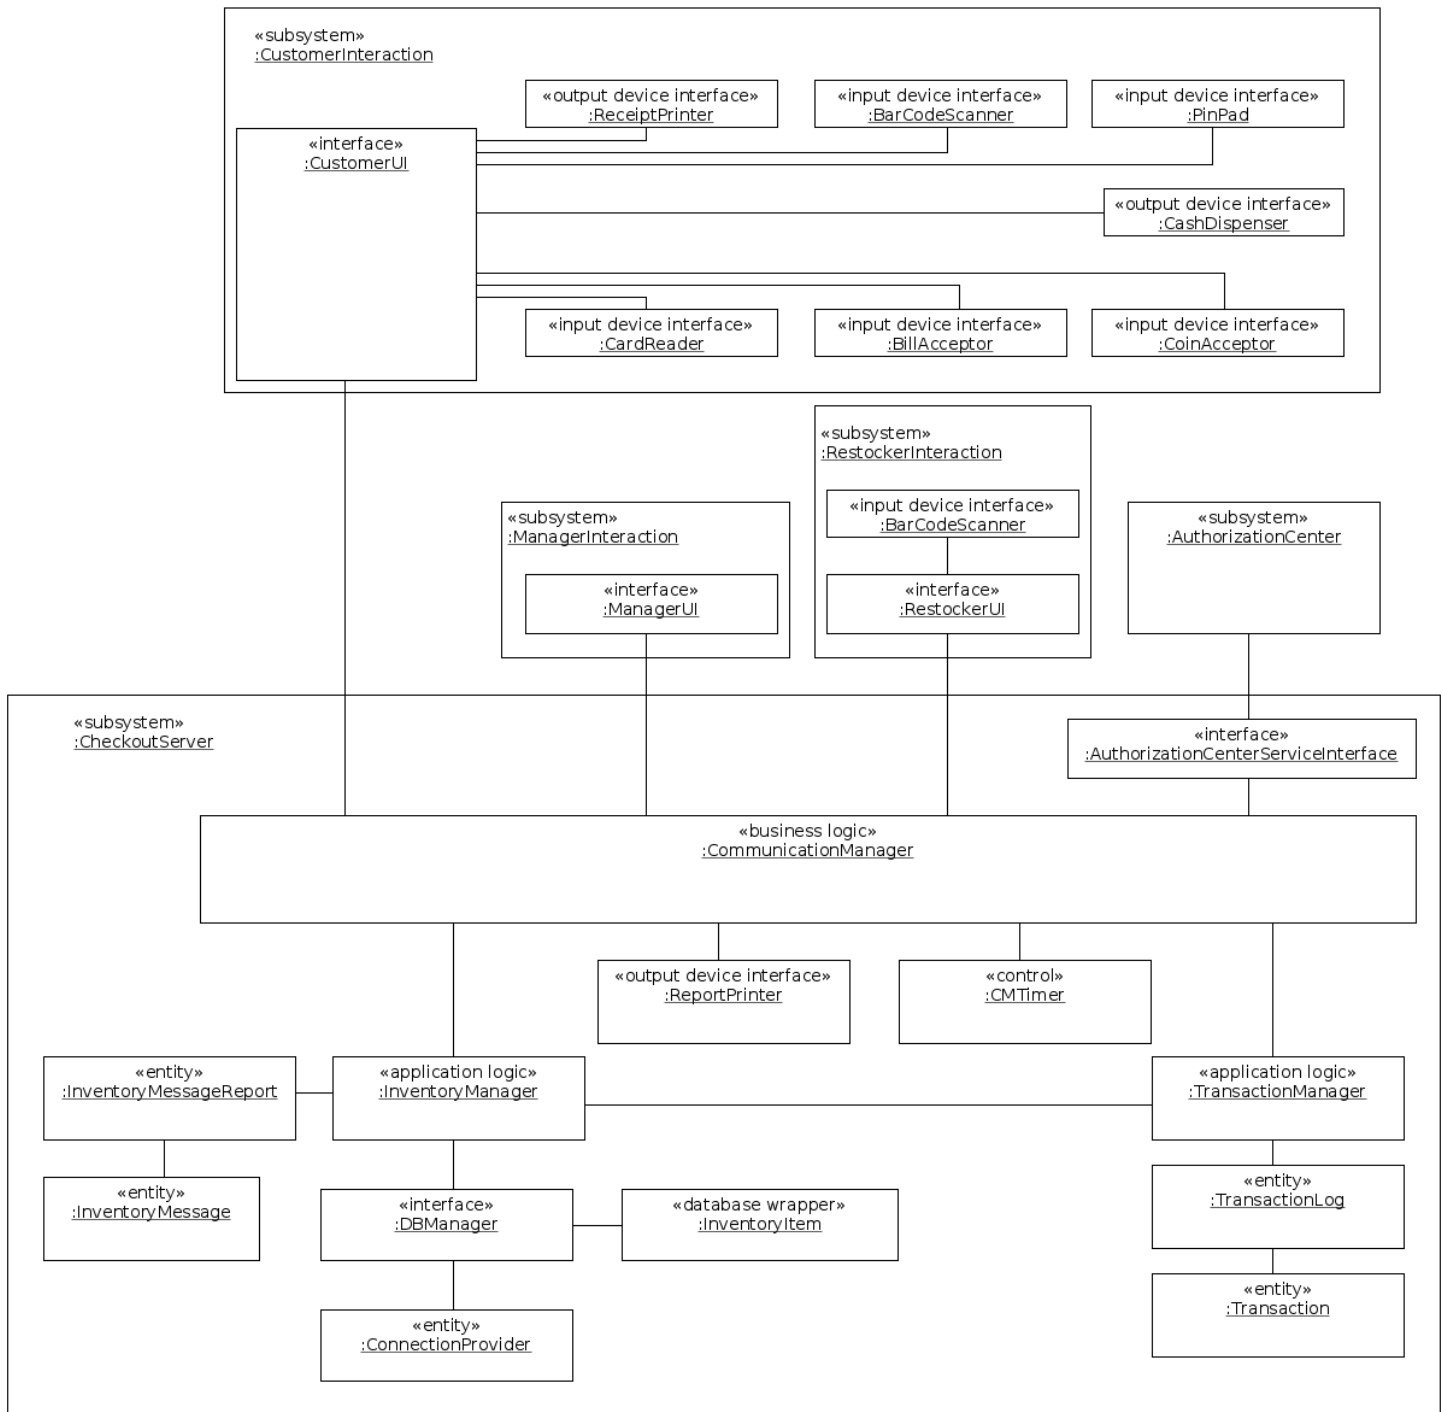 «subsystem»
:CustomerInteraction
«output device interface»
:ReceiptPrinter
«input device interface»
:BarCodeScanner
«input device interface»
:PinPad
«interface»
:CustomerUI
«output device interface»
:CashDispenser
«input device interface»
:CardReader
«input device interface»
:BillAcceptor
«input device interface»
:CoinAcceptor
«subsystem»
:RestockerInteraction
«input device interface»
:BarCodeScanner
«interface»
:RestockerUI
«subsystem»
:ManagerInteraction
«interface»
:ManagerUI
«subsystem»
:AuthorizationCenter
«subsystem»
:CheckoutServer
«interface»
:AuthorizationCenterServiceInterface
«business logic»
:CommunicationManager
«output device interface»
:ReportPrinter
«control»
:CMTimer
«entity»
:InventoryMessageReport
«application logic»
:InventoryManager
«application logic»
:TransactionManager
«entity»
:InventoryMessage
«interface»
:DBManager
«database wrapper»
:InventoryItem
«entity»
:TransactionLog
«entity»
:ConnectionProvider
«entity»
:Transaction